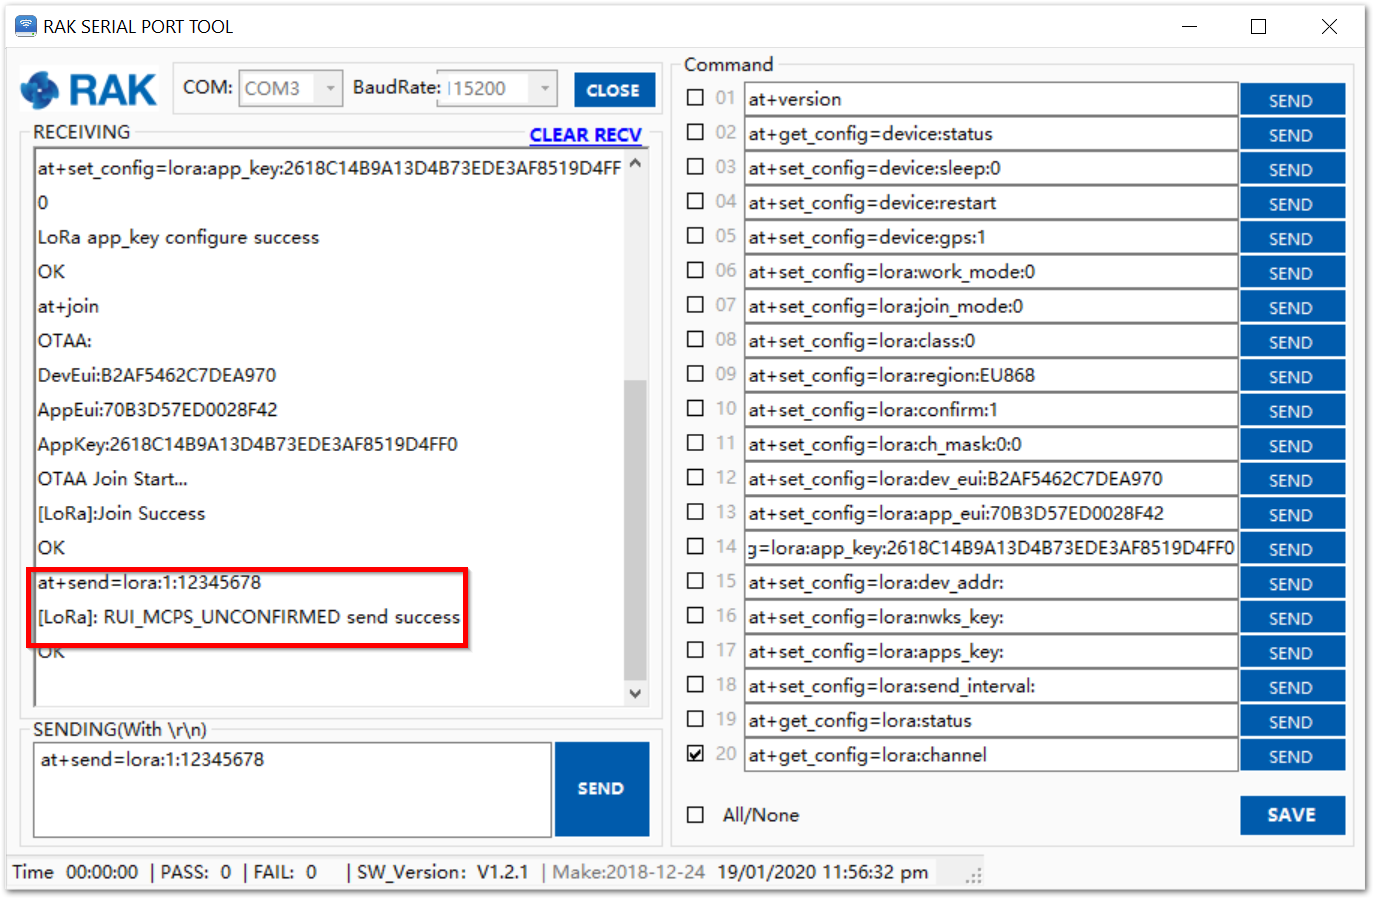 RAK SERIAL PORT TOOL
RAK
COM: COM3 BaudRate: 115200 CLOSE
RECEIVING
CLEAR RECV
at+set_config=lora:app_key:2618C14B9A13D4B73EDE3AF8519D4FF
0
LoRa app_key configure success
OK
at+join
OTAA:
DevEui:B2AF5462C7DEA970
AppEui:70B3D57ED0028F42
AppKey:2618C14B9A13D4B73EDE3AF8519D4FF0
OTAA Join Start...
[LoRa]:Join Success
OK
at+send=lora:1:12345678
[LoRa]: RUI_MCPS_UNCONFIRMED send success
OK
SENDING(With \r\n)
at+send=lora:1:12345678
SEND
Command
01 at+version SEND
02 at+get_config=device:status SEND
03 at+set_config=device:sleep:0 SEND
04 at+set_config=device:restart SEND
05 at+set_config=device:gps:1 SEND
06 at+set_config=lora:work_mode:0 SEND
07 at+set_config=lora:join_mode:0 SEND
08 at+set_config=lora:class:0 SEND
09 at+set_config=lora:region:EU868 SEND
10 at+set_config=lora:confirm:1 SEND
11 at+set_config=lora:ch_mask:0:0 SEND
12 at+set_config=lora:dev_eui:B2AF5462C7DEA970 SEND
13 at+set_config=lora:app_eui:70B3D57ED0028F42 SEND
14 g=lora:app_key:2618C14B9A13D4B73EDE3AF8519D4FF0 SEND
15 at+set_config=lora:dev_addr: SEND
16 at+set_config=lora:nwks_key: SEND
17 at+set_config=lora:apps_key: SEND
18 at+set_config=lora:send_interval: SEND
19 at+get_config=lora:status SEND
20 at+get_config=lora:channel SEND
All/None SAVE
Time 00:00:00 | PASS: 0 | FAIL: 0 | SW_Version: V1.2.1 | Make:2018-12-24 19/01/2020 11:56:32 pm